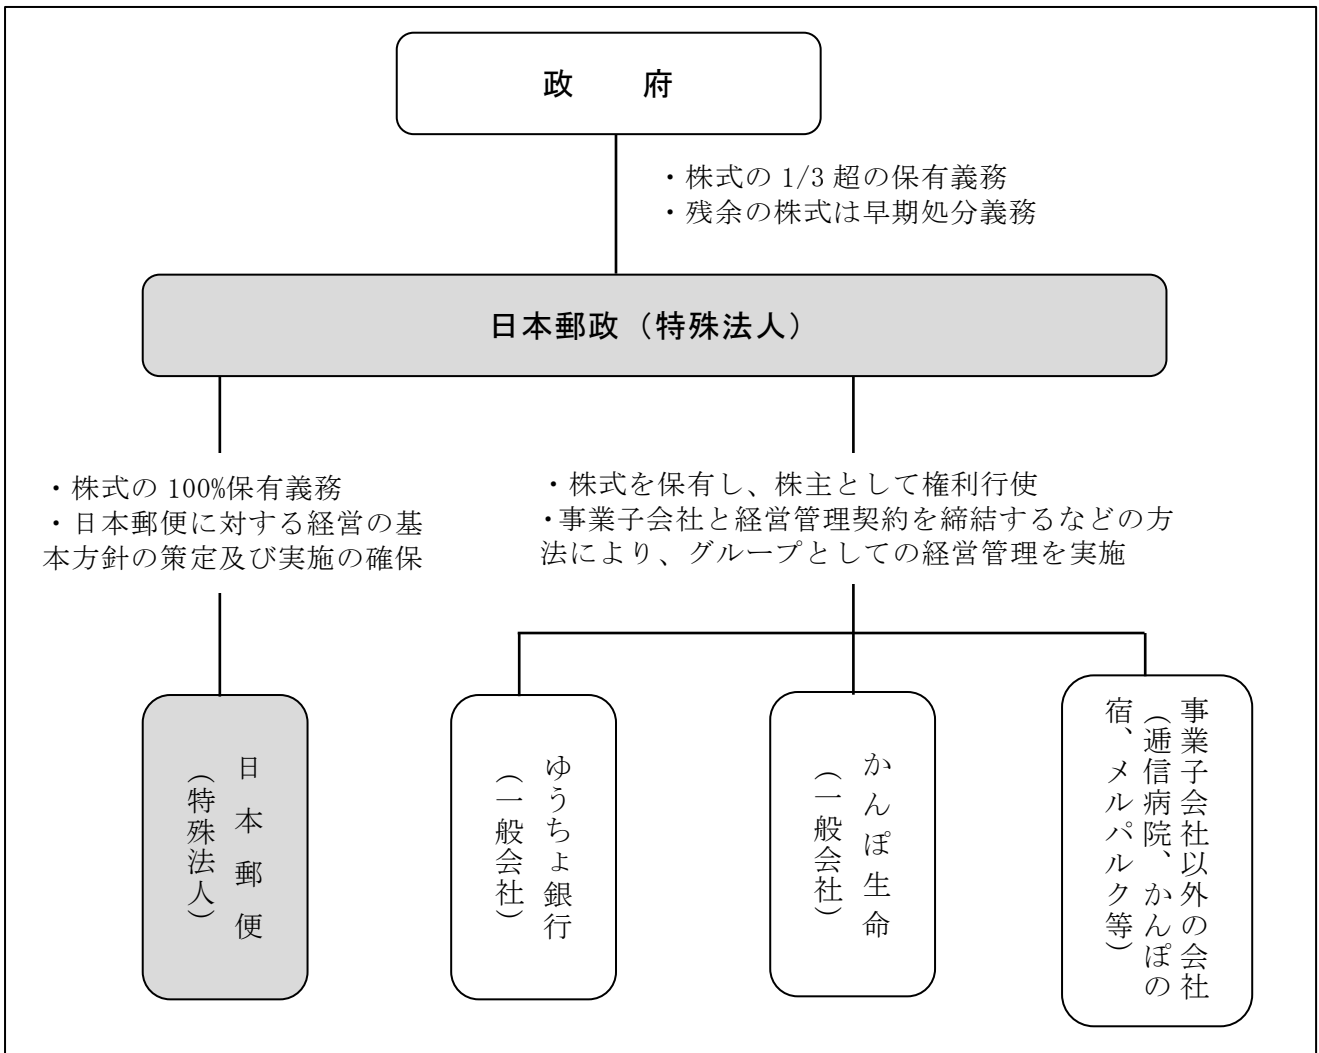 政　　府
・株式の 1/3 超の保有義務
・残余の株式は早期処分義務
日本郵政（特殊法人）
・株式の 100%保有義務
・日本郵便に対する経営の基
本方針の策定及び実施の確保
・株式を保有し、株主として権利行使
・事業子会社と経営管理契約を締結するなどの方
法により、グループとしての経営管理を実施
日本郵便
（特殊法人）
ゆうちょ銀行
（一般会社）
かんぽ生命
（一般会社）
事業子会社以外の会社
（逓信病院、かんぽの
宿、メルパルク等）